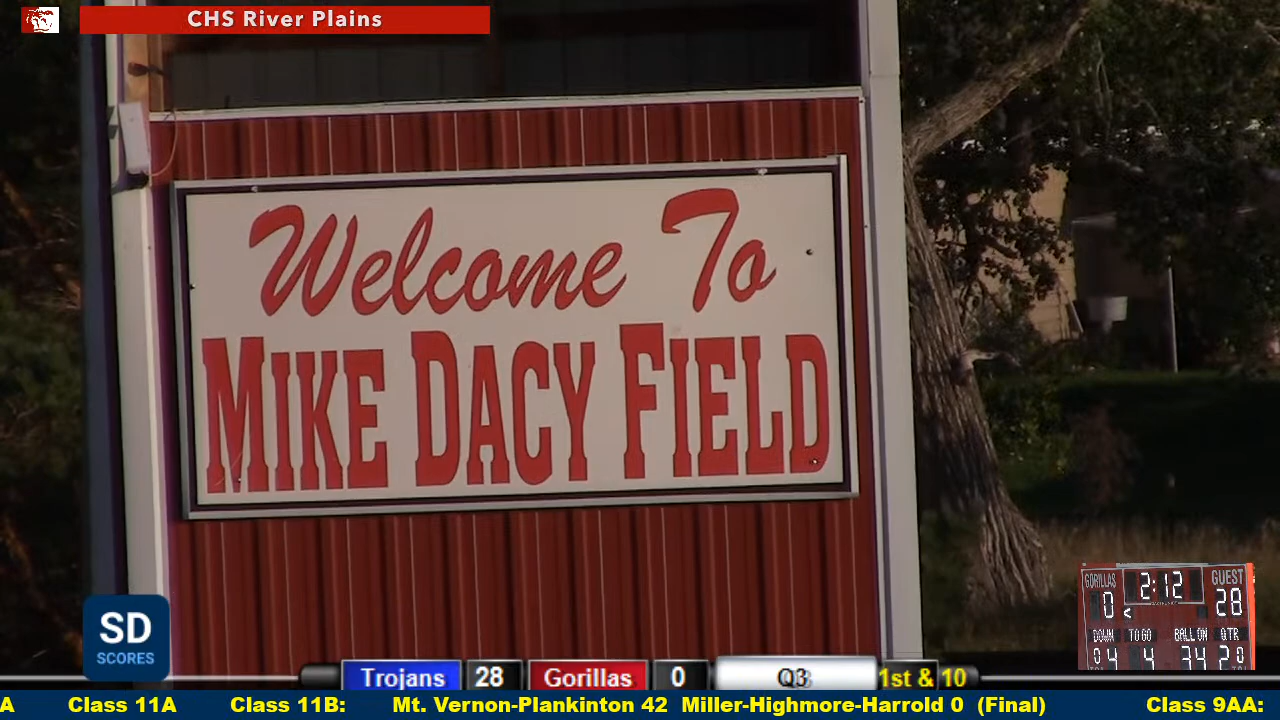 CHS River Plains
Welcome To
MIKE DACY FIELD
GORILLAS 2:12 GUEST
0 < 28
DOWN TO GO BALL ON QTR
4 34
SD
SCORES
Trojans 28 Gorillas 0 Q3 1st & 10
A Class 11A Class 11B: Mt. Vernon-Plankinton 42 Miller-Highmore-Harrold 0 (Final) Class 9AA: